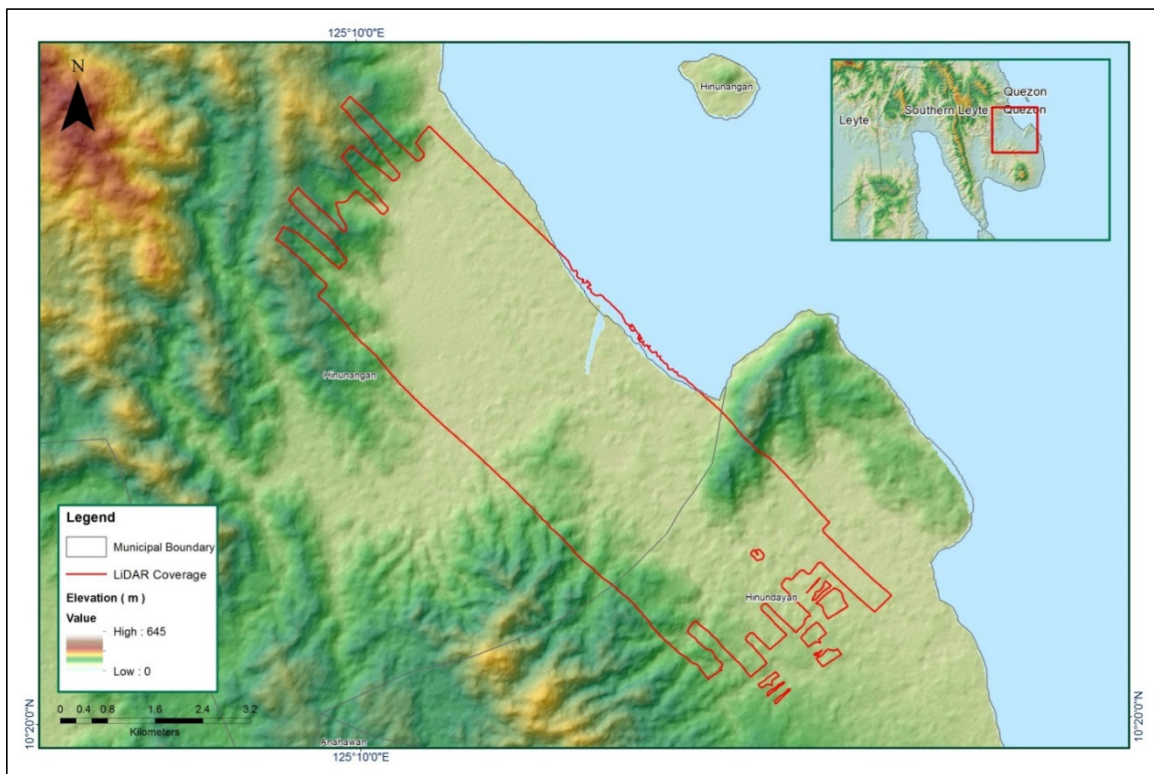 125°10'0"E
N
Hinunangan
Quezon
Southern Leyte
Quezon
Leyte
Hinunangan
Hinundayan
Legend
Municipal Boundary
LiDAR Coverage
Elevation ( m )
Value
High : 645
Low : 0
0 0.4 0.8 1.6 2.4 3.2
Kilometers
Anahawan
10°20'0"N
10°20'0"N
125°10'0"E